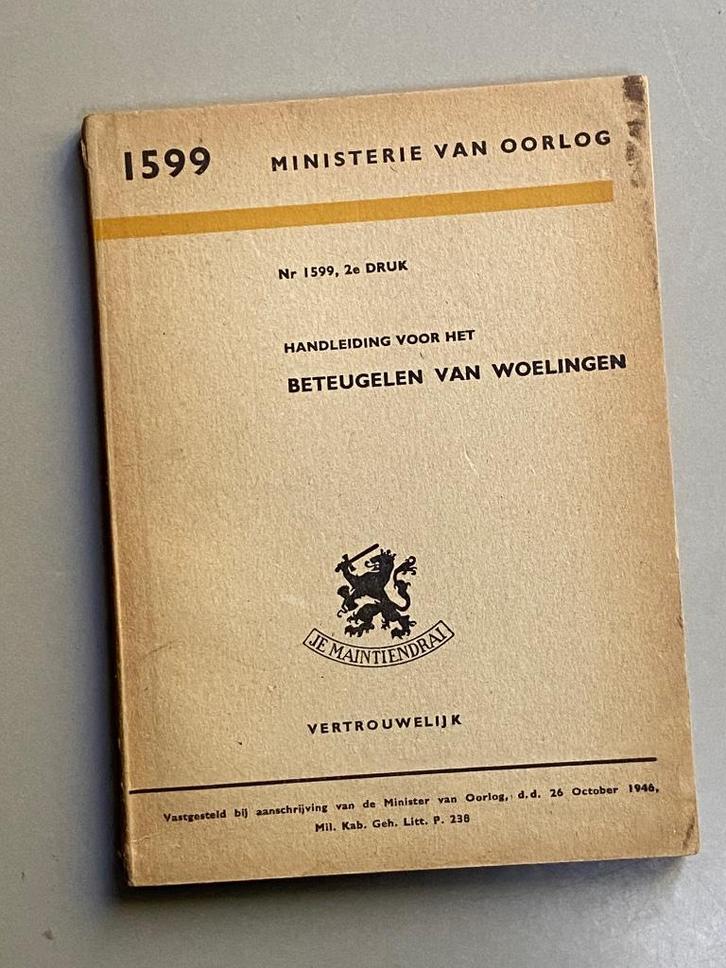 1599 MINISTERIE VAN OORLOG
Nr 1599, 2e DRUK
HANDLEIDING VOOR HET
BETEUGELEN VAN WOELINGEN
JE MAINTIENDRAI
VERTROUWELIJK
Vastgesteld bij aanschrijving van de Minister van Oorlog, d.d. 26 October 1946,
Mil. Kab. Geh. Litt. P. 238